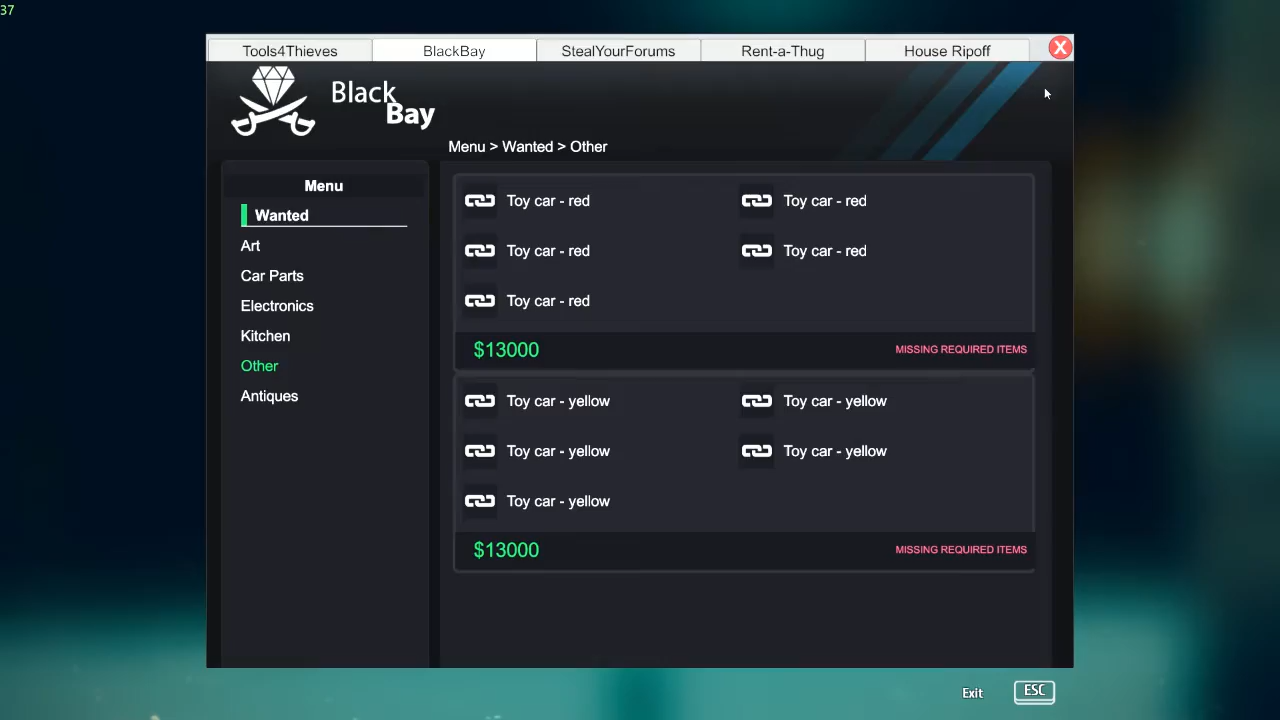 37
Tools4Thieves BlackBay StealYourForums Rent-a-Thug House Ripoff X
Black
Bay
Menu > Wanted > Other
Menu
Wanted
Art
Car Parts
Electronics
Kitchen
Other
Antiques
Toy car - red Toy car - red
Toy car - red Toy car - red
Toy car - red
$13000 MISSING REQUIRED ITEMS
Toy car - yellow Toy car - yellow
Toy car - yellow Toy car - yellow
Toy car - yellow
$13000 MISSING REQUIRED ITEMS
Exit ESC